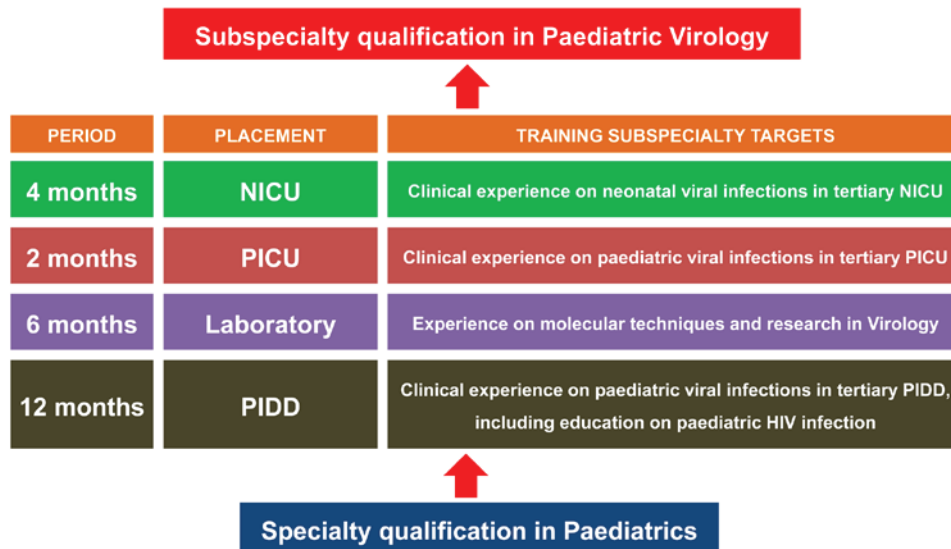 Subspecialty qualification in Paediatric Virology
PERIOD
PLACEMENT
TRAINING SUBSPECIALTY TARGETS
4 months
NICU
Clinical experience on neonatal viral infections in tertiary NICU
2 months
PICU
Clinical experience on paediatric viral infections in tertiary PICU
6 months
Laboratory
Experience on molecular techniques and research in Virology
12 months
PIDD
Clinical experience on paediatric viral infections in tertiary PIDD,
including education on paediatric HIV infection
Specialty qualification in Paediatrics